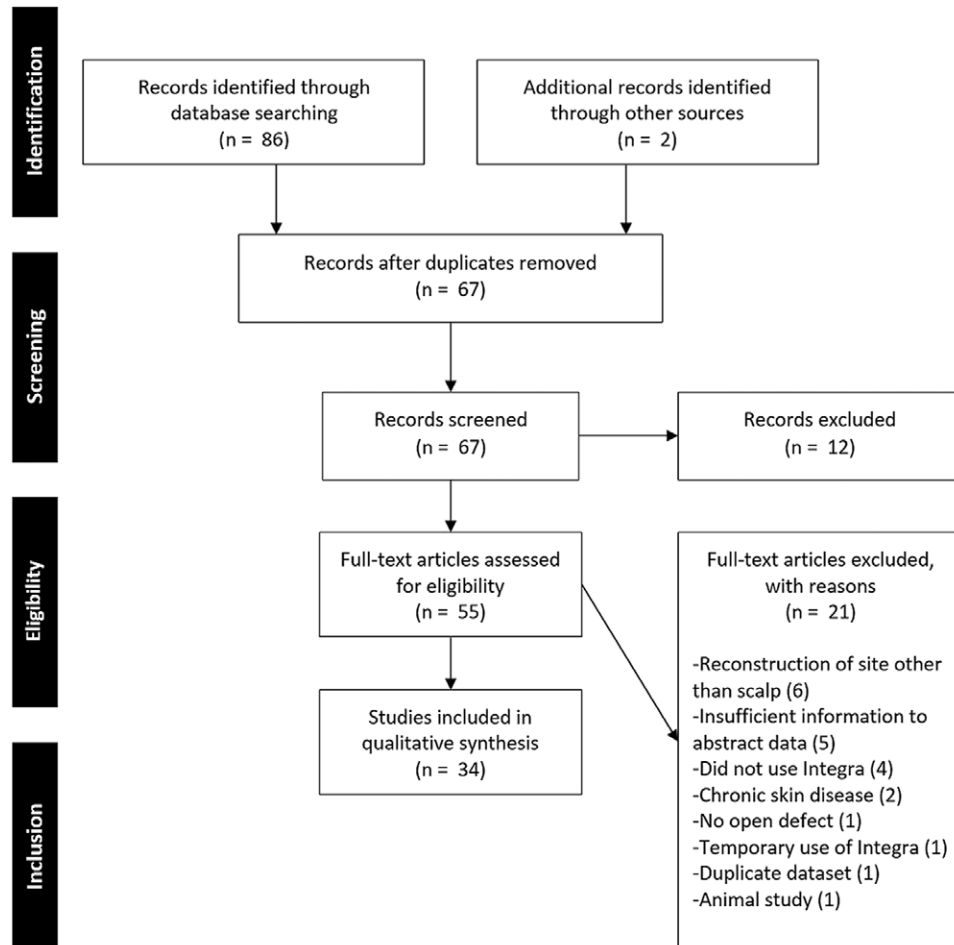 Identification
Records identified through
database searching
(n = 86)
Additional records identified
through other sources
(n = 2)
Screening
Records after duplicates removed
(n = 67)
Records screened
(n = 67)
Records excluded
(n = 12)
Eligibility
Full-text articles assessed
for eligibility
(n = 55)
Full-text articles excluded,
with reasons
(n = 21)
-Reconstruction of site other
than scalp (6)
-Insufficient information to
abstract data (5)
-Did not use Integra (4)
-Chronic skin disease (2)
-No open defect (1)
-Temporary use of Integra (1)
-Duplicate dataset (1)
-Animal study (1)
Inclusion
Studies included in
qualitative synthesis
(n = 34)